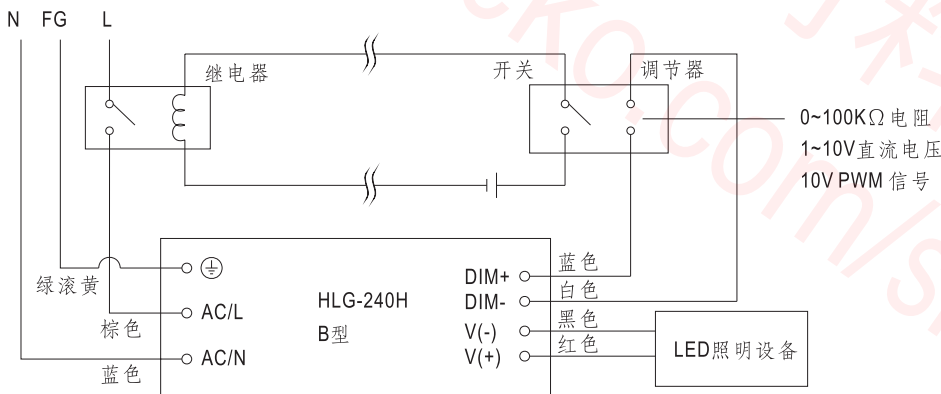 N FG L
继电器
开关
调节器
0~100KΩ电阻
1~10V直流电压
10V PWM 信号
绿滚黄
棕色
蓝色
AC/L
AC/N
HLG-240H
B型
DIM+
DIM-
V(-)
V(+)
蓝色
白色
黑色
红色
LED照明设备